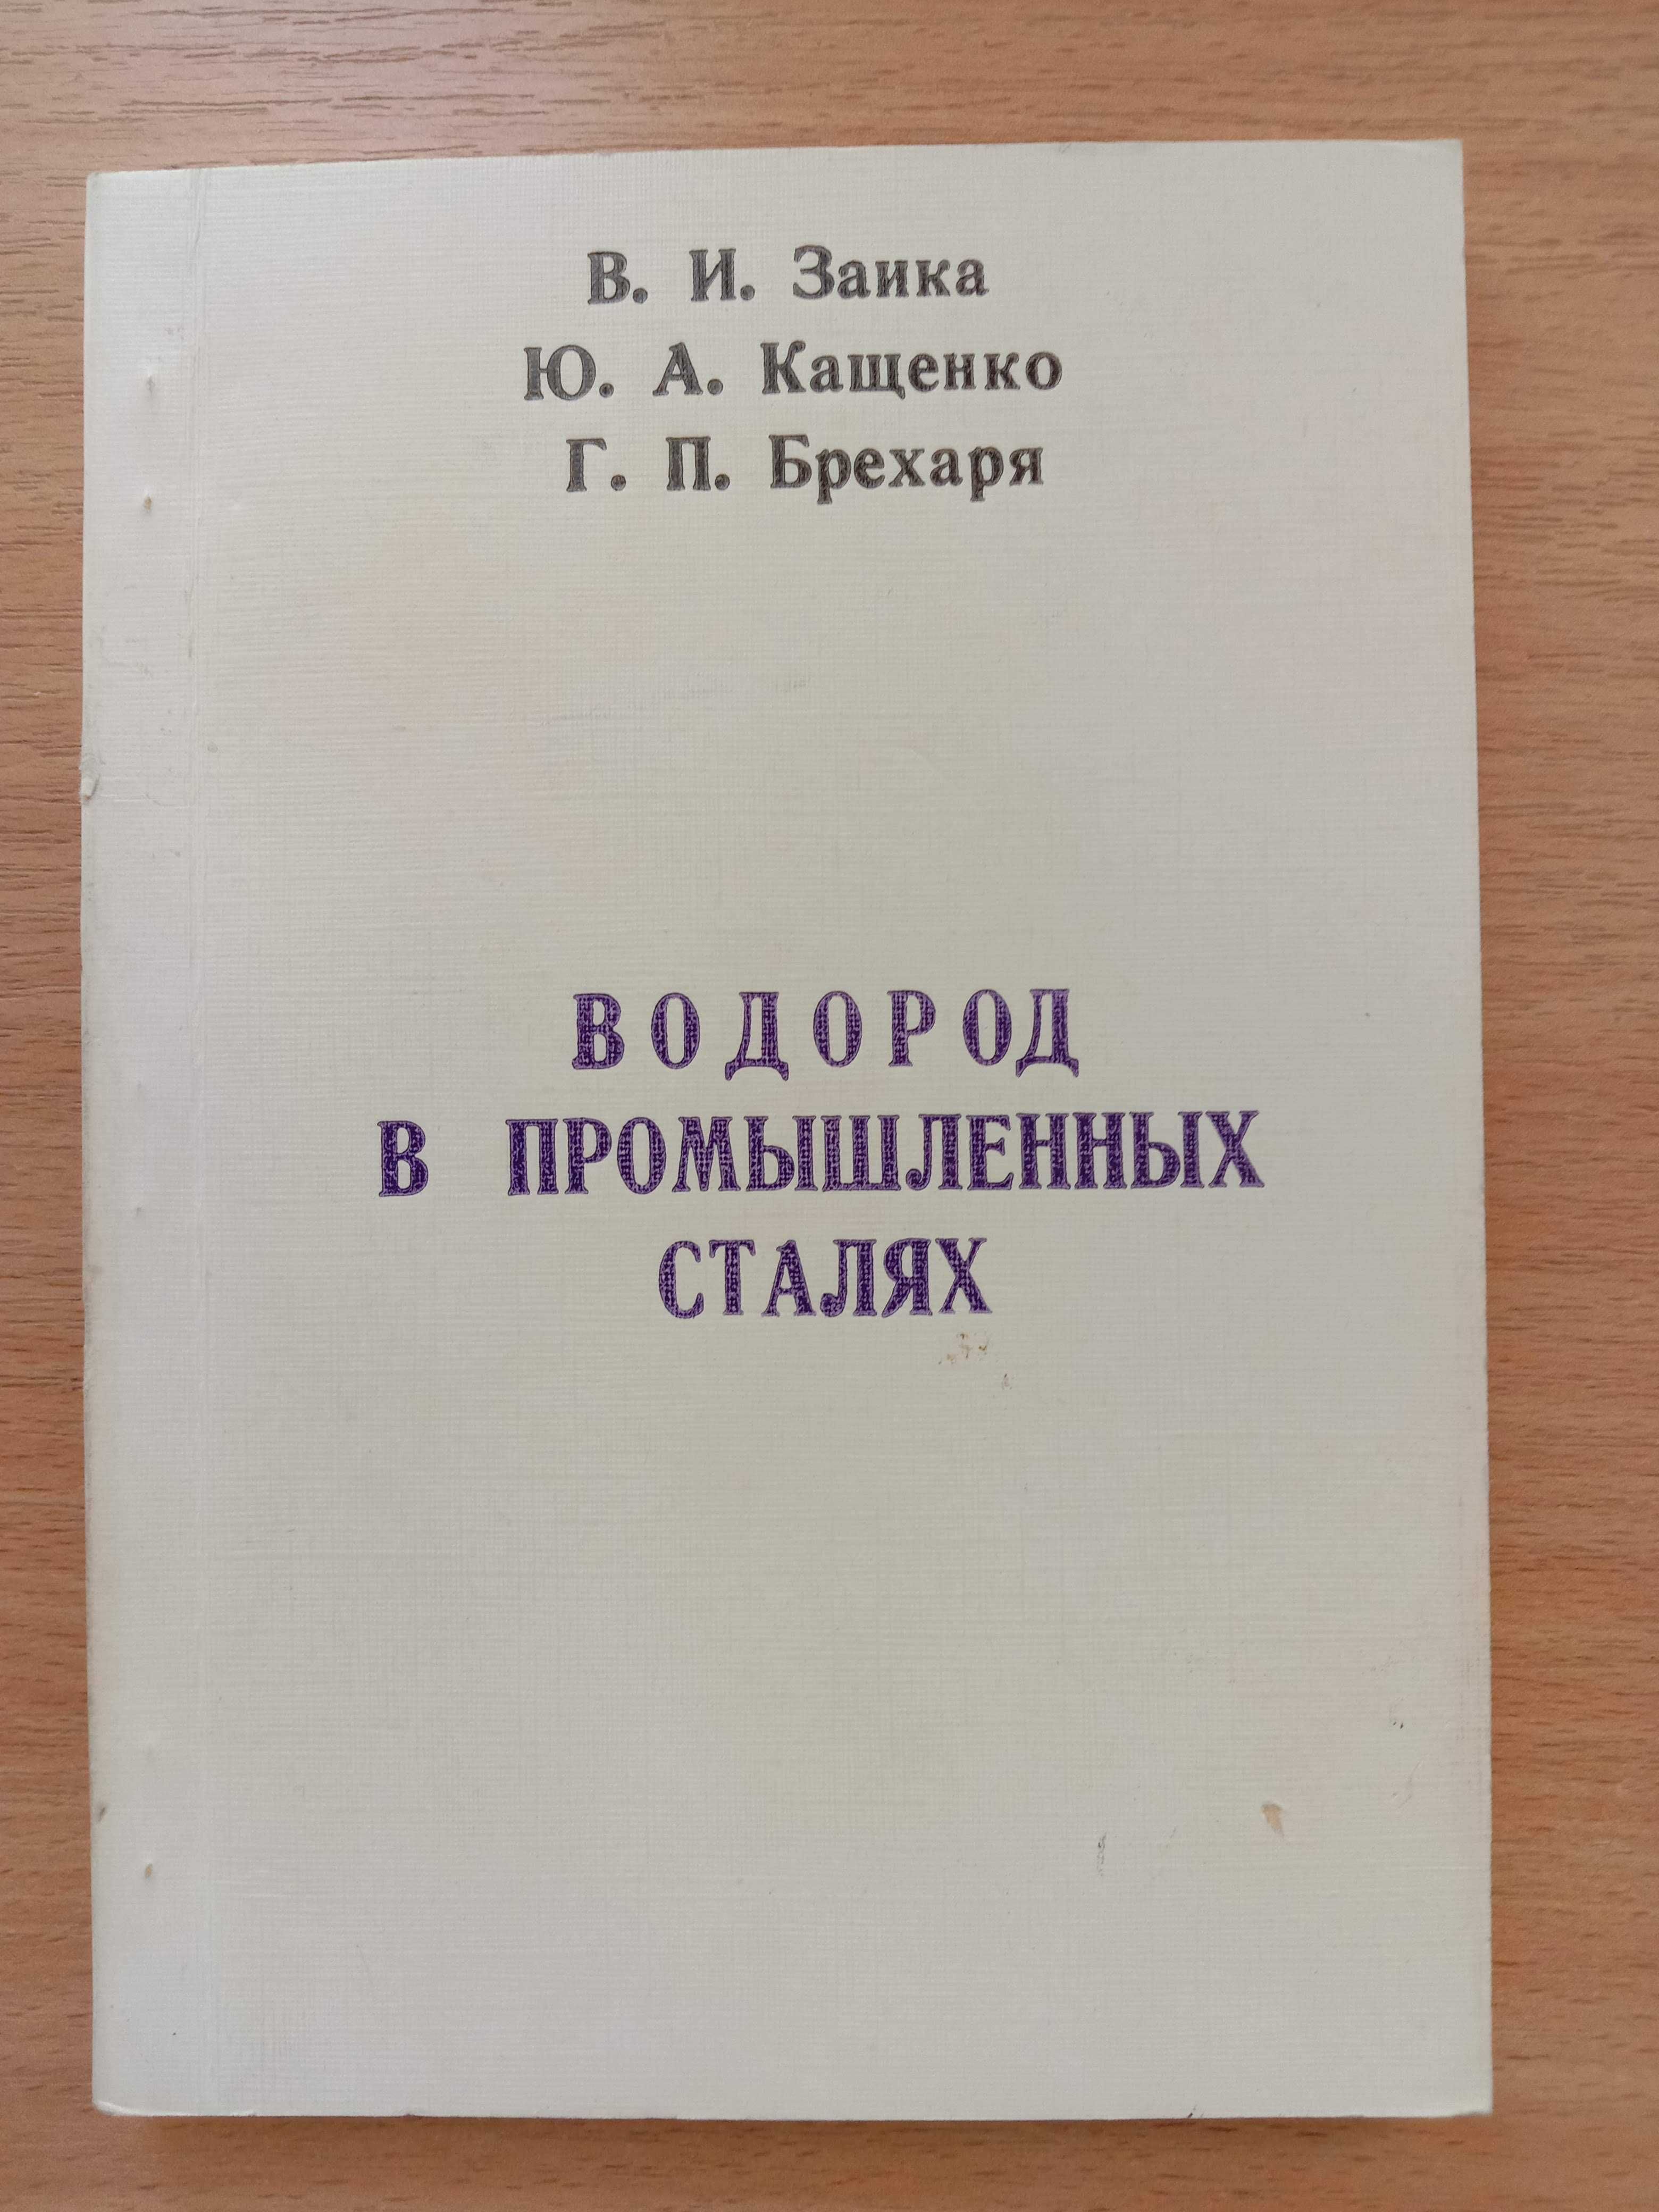 В. И. Заика
Ю. А. Кащенко
Г. П. Брехаря
ВОДОРОД
В ПРОМЫШЛЕННЫХ
СТАЛЯХ